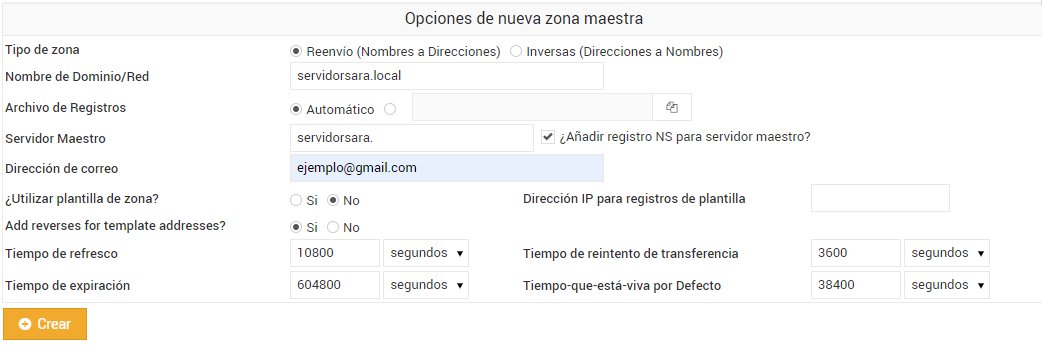 Opciones de nueva zona maestra
Tipo de zona Reenvío (Nombres a Direcciones) Inversas (Direcciones a Nombres)
Nombre de Dominio/Red servidorsara.local
Archivo de Registros Automático
Servidor Maestro servidorsara. ¿Añadir registro NS para servidor maestro?
Dirección de correo ejemplo@gmail.com
¿Utilizar plantilla de zona? Si No Dirección IP para registros de plantilla
Add reverses for template addresses? Si No
Tiempo de refresco 10800 segundos Tiempo de reintento de transferencia 3600 segundos
Tiempo de expiración 604800 segundos Tiempo-que-está-viva por Defecto 38400 segundos
Crear